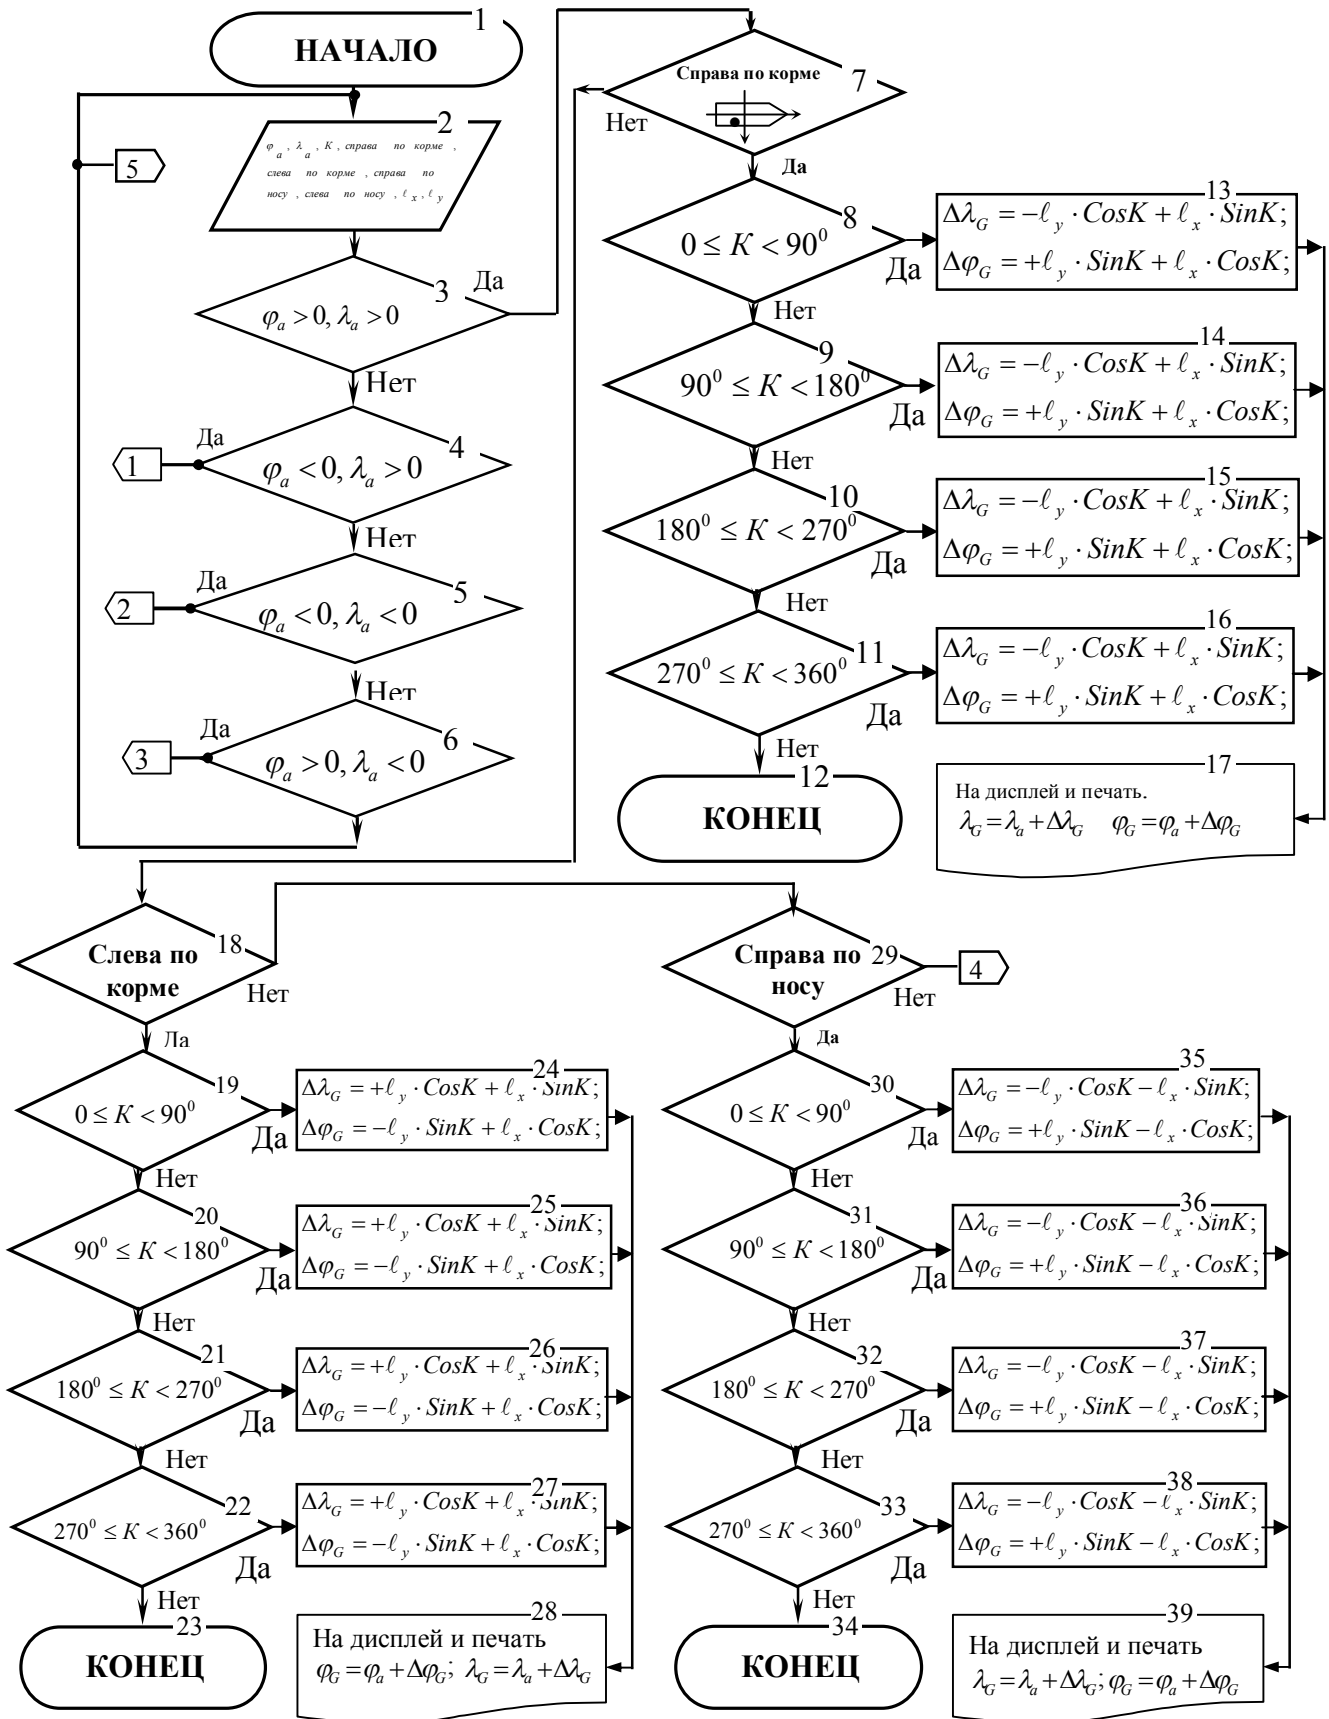 1
НАЧАЛО
2
φa , λa , К, справа по корме ,
слева по корме , справа по
носу , слева по носу , ℓx , ℓy
5
3
Да
φa > 0, λa > 0
Нет
4
Да
1
φa < 0, λa > 0
Нет
5
Да
2
φa < 0, λa < 0
Нет
6
Да
3
φa > 0, λa < 0
7
Справа по корме
Нет
Да
8
0 ≤ K < 90⁰
Да
Нет
13
ΔλG = −ℓy · CosK + ℓx · SinK;
ΔφG = +ℓy · SinK + ℓx · CosK;
9
90⁰ ≤ K < 180⁰
Да
Нет
14
ΔλG = −ℓy · CosK + ℓx · SinK;
ΔφG = +ℓy · SinK + ℓx · CosK;
10
180⁰ ≤ K < 270⁰
Да
Нет
15
ΔλG = −ℓy · CosK + ℓx · SinK;
ΔφG = +ℓy · SinK + ℓx · CosK;
11
270⁰ ≤ K < 360⁰
Да
Нет
16
ΔλG = −ℓy · CosK + ℓx · SinK;
ΔφG = +ℓy · SinK + ℓx · CosK;
12
КОНЕЦ
17
На дисплей и печать.
λG = λa + ΔλG φG = φa + ΔφG
18
Слева по
корме
Нет
Да
19
0 ≤ K < 90⁰
Да
Нет
24
ΔλG = +ℓy · CosK + ℓx · SinK;
ΔφG = −ℓy · SinK + ℓx · CosK;
20
90⁰ ≤ K < 180⁰
Да
Нет
25
ΔλG = +ℓy · CosK + ℓx · SinK;
ΔφG = −ℓy · SinK + ℓx · CosK;
21
180⁰ ≤ K < 270⁰
Да
Нет
26
ΔλG = +ℓy · CosK + ℓx · SinK;
ΔφG = −ℓy · SinK + ℓx · CosK;
22
270⁰ ≤ K < 360⁰
Да
Нет
27
ΔλG = +ℓy · CosK + ℓx · SinK;
ΔφG = −ℓy · SinK + ℓx · CosK;
23
КОНЕЦ
28
На дисплей и печать
φG = φa + ΔφG; λG = λa + ΔλG
29
Справа по
носу
4
Нет
Да
30
0 ≤ K < 90⁰
Да
Нет
35
ΔλG = −ℓy · CosK − ℓx · SinK;
ΔφG = +ℓy · SinK − ℓx · CosK;
31
90⁰ ≤ K < 180⁰
Да
Нет
36
ΔλG = −ℓy · CosK − ℓx · SinK;
ΔφG = +ℓy · SinK − ℓx · CosK;
32
180⁰ ≤ K < 270⁰
Да
Нет
37
ΔλG = −ℓy · CosK − ℓx · SinK;
ΔφG = +ℓy · SinK − ℓx · CosK;
33
270⁰ ≤ K < 360⁰
Да
Нет
38
ΔλG = −ℓy · CosK − ℓx · SinK;
ΔφG = +ℓy · SinK − ℓx · CosK;
34
КОНЕЦ
39
На дисплей и печать
λG = λa + ΔλG; φG = φa + ΔφG